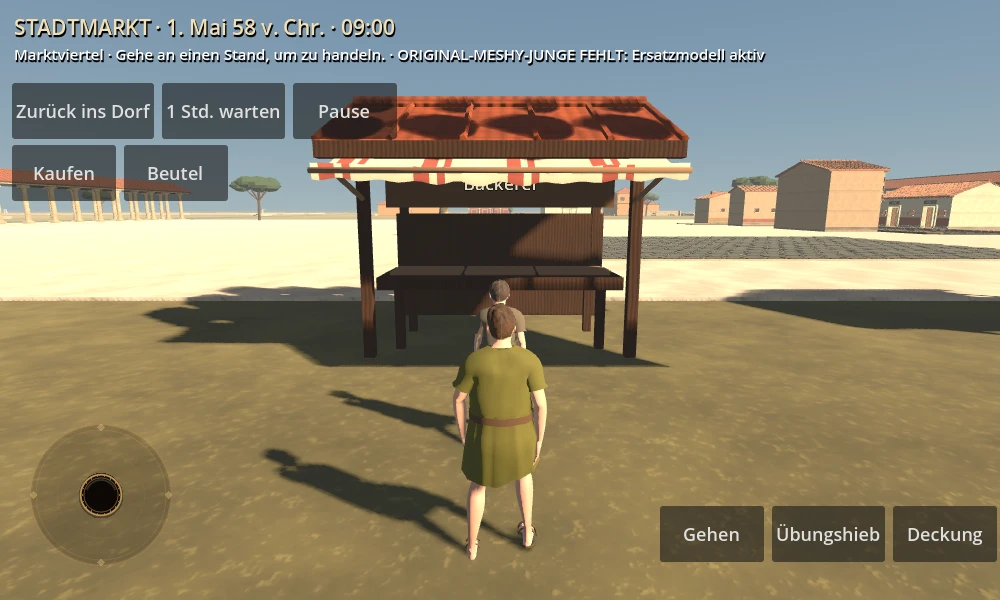 STADTMARKT · 1. Mai 58 v. Chr. · 09:00
Marktviertel · Gehe an einen Stand, um zu handeln. · ORIGINAL-MESHY-JUNGE FEHLT: Ersatzmodell aktiv
Zurück ins Dorf
1 Std. warten
Pause
Kaufen
Beutel
Bäckerei
Gehen
Übungshieb
Deckung